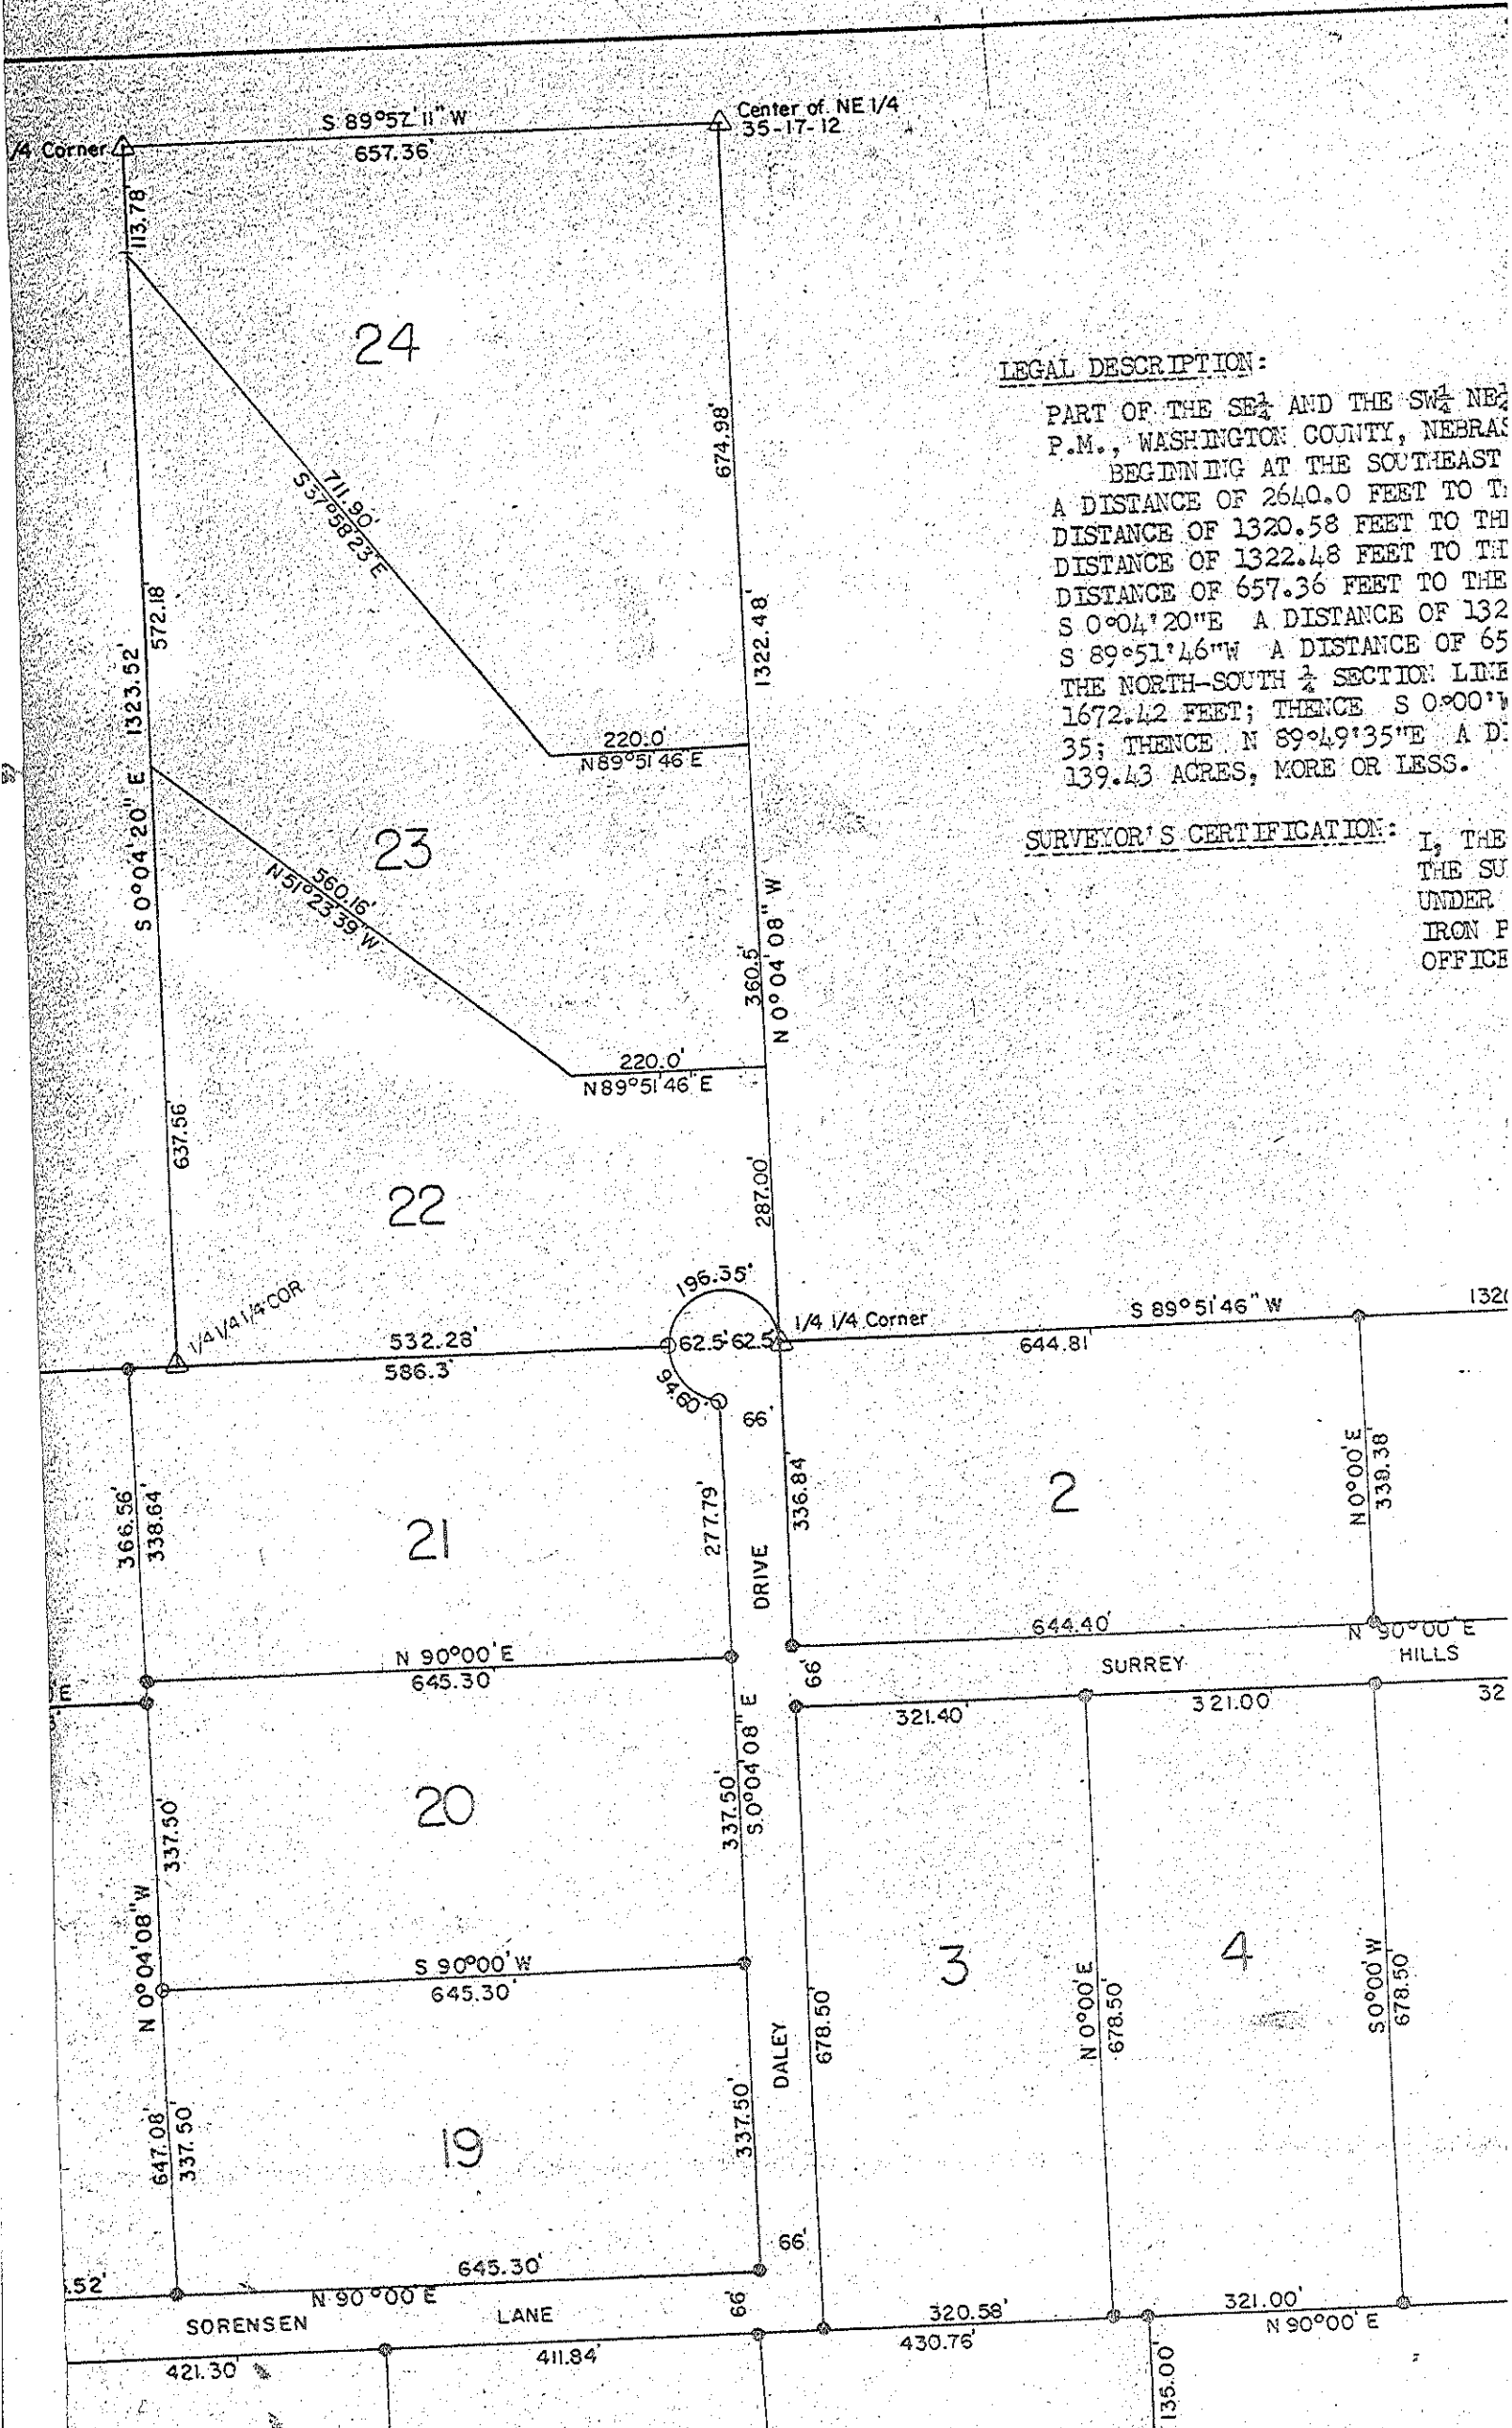 S 89°57'11" W
657.36'
Center of NE 1/4
35-17-12
/4 Corner
113.78'
24
674.98'
711.90'
S37°58'23"E
572.18'
S 0°04'20" E 1323.52'
1322.48'
220.0'
N89°51'46"E
23
560.16'
N51°23'39"W
360.5'
N 0°04'08" W
220.0'
N89°51'46"E
637.56'
22
287.00'
LEGAL DESCRIPTION:
PART OF THE SE¼ AND THE SW¼ NE¼
P.M., WASHINGTON COUNTY, NEBRAS
BEGINNING AT THE SOUTHEAST
A DISTANCE OF 2640.0 FEET TO T
DISTANCE OF 1320.58 FEET TO TH
DISTANCE OF 1322.48 FEET TO TH
DISTANCE OF 657.36 FEET TO THE
S 0°04'20"E A DISTANCE OF 132
S 89°51'46"W A DISTANCE OF 65
THE NORTH-SOUTH ¼ SECTION LINE
1672.42 FEET; THENCE S 0°00'W
35; THENCE N 89°49'35"E A D
139.43 ACRES, MORE OR LESS.
SURVEYOR'S CERTIFICATION: I, THE
THE SU
UNDER
IRON P
OFFICE
1/4 1/4 1/4 COR.
196.35'
532.28'
586.3'
62.5' 62.5'
94.60'
66'
1/4 1/4 Corner
S 89°51'46" W
644.81'
132
366.56'
338.64'
21
277.79'
DRIVE
336.84'
2
N 0°00'E
339.38'
N 90°00'E
645.30'
644.40'
N 90°00'E
66'
SURREY
HILLS
321.40'
321.00'
32
20
337.50'
337.50'
S 0°04'08" E
N 0°04'08" W
S 90°00' W
645.30'
3
4
N 0°00'E
678.50'
S 0°00'W
678.50'
DALEY
678.50'
647.08'
337.50'
19
337.50'
66'
.52'
645.30'
N 90°00'E
SORENSEN
LANE
66'
320.58'
430.76'
321.00'
N 90°00'E
421.30'
411.84'
135.00'